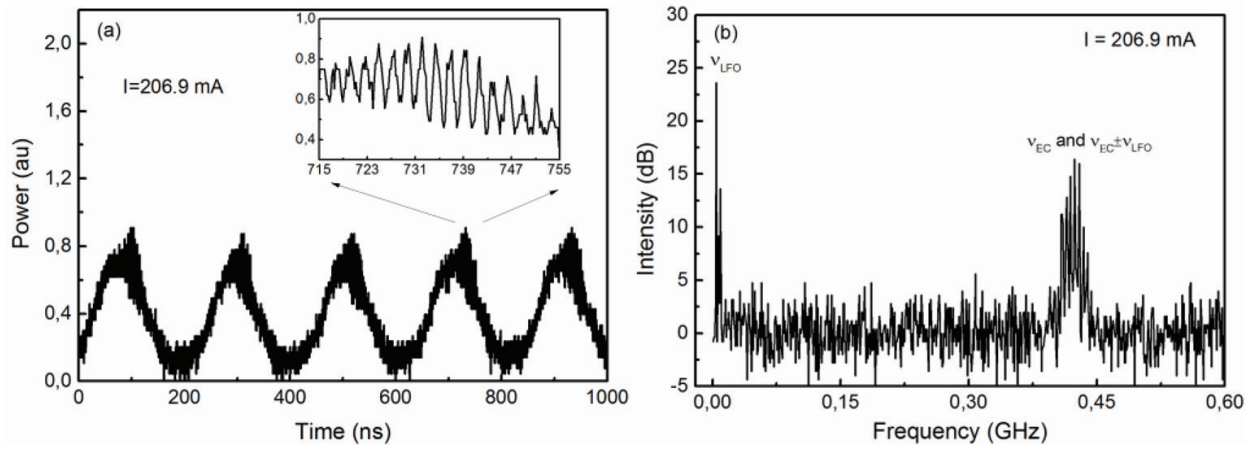 (a)
I=206.9 mA
2,0
1,6
1,2
0,8
0,4
0,0
Power (au)
0 200 400 600 800 1000
Time (ns)
1,0
0,8
0,6
0,4
715 723 731 739 747 755
(b)
I = 206.9 mA
νLFO
νEC and νEC±νLFO
30
25
20
15
10
5
0
-5
Intensity (dB)
0,00 0,15 0,30 0,45 0,60
Frequency (GHz)